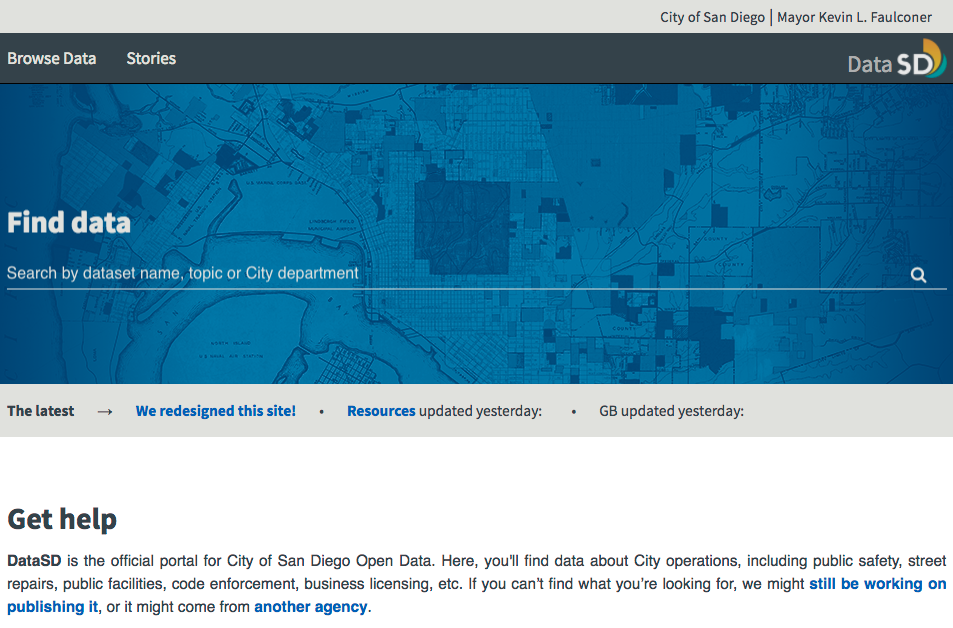 City of San Diego | Mayor Kevin L. Faulconer
Browse Data Stories Data SD
Find data
Search by dataset name, topic or City department
The latest → We redesigned this site! • Resources updated yesterday: • GB updated yesterday:
Get help
DataSD is the official portal for City of San Diego Open Data. Here, you'll find data about City operations, including public safety, street
repairs, public facilities, code enforcement, business licensing, etc. If you can’t find what you’re looking for, we might still be working on
publishing it, or it might come from another agency.